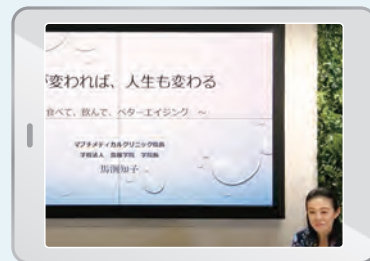 が変われば、人生も変わる
食べて、飲んで、ベターエイジング ～
マブチメディカルクリニック院長
学校法人 食糧学院 学院長
馬渕知子